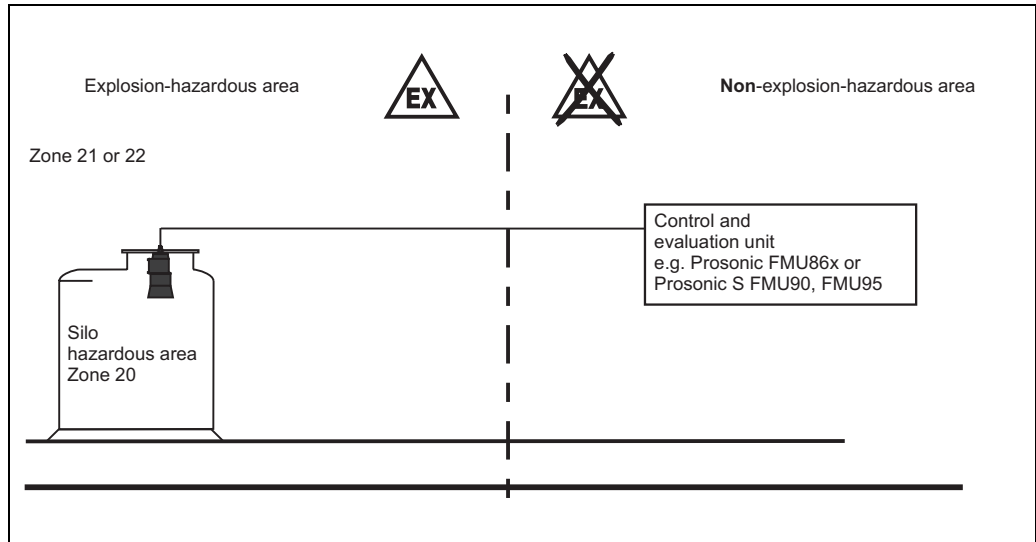 Explosion-hazardous area
EX
EX
Non-explosion-hazardous area
Zone 21 or 22
Control and
evaluation unit
e.g. Prosonic FMU86x or
Prosonic S FMU90, FMU95
Silo
hazardous area
Zone 20